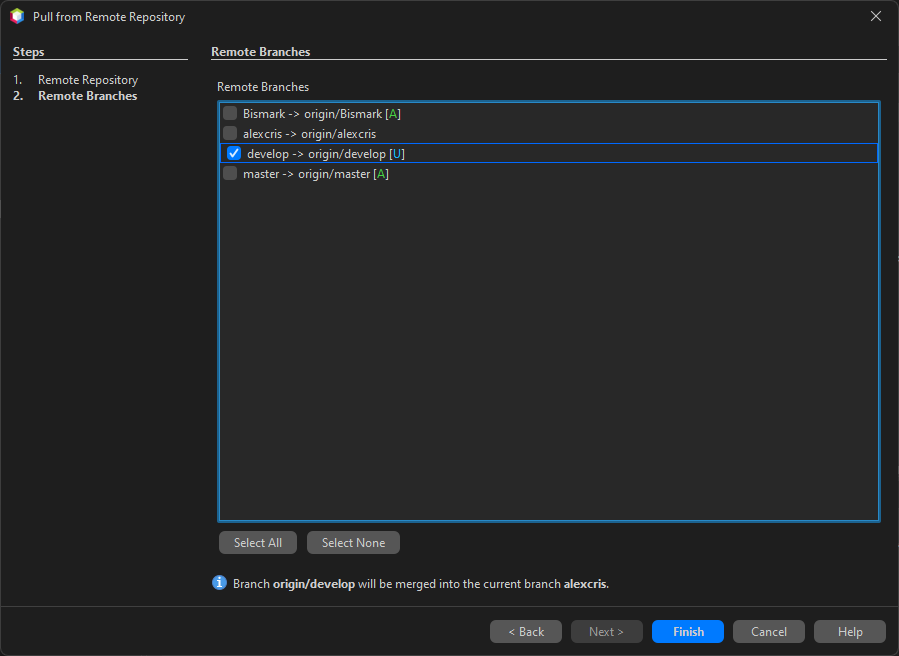 Pull from Remote Repository
Steps
1. Remote Repository
2. Remote Branches
Remote Branches
Remote Branches
Bismark -> origin/Bismark [A]
alexcris -> origin/alexcris
develop -> origin/develop [U]
master -> origin/master [A]
Select All
Select None
Branch origin/develop will be merged into the current branch alexcris.
< Back
Next >
Finish
Cancel
Help